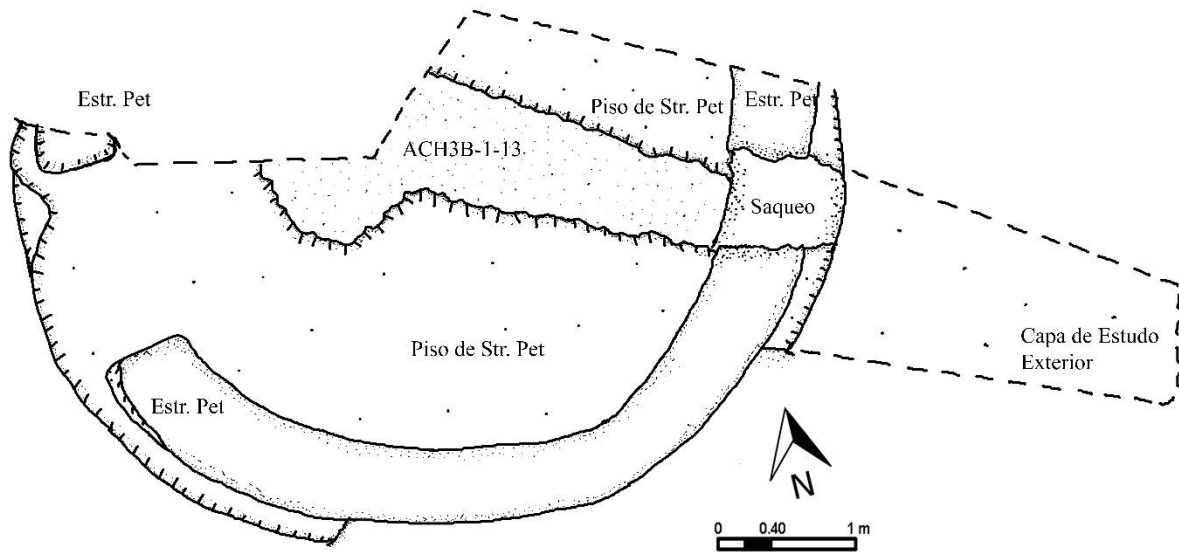 Estr. Pet
Piso de Str. Pet
Estr. Pet
ACH3B-1-13
Saqueo
Capa de Estudo
Exterior
Piso de Str. Pet
Estr. Pet
N
0 0.40 1 m